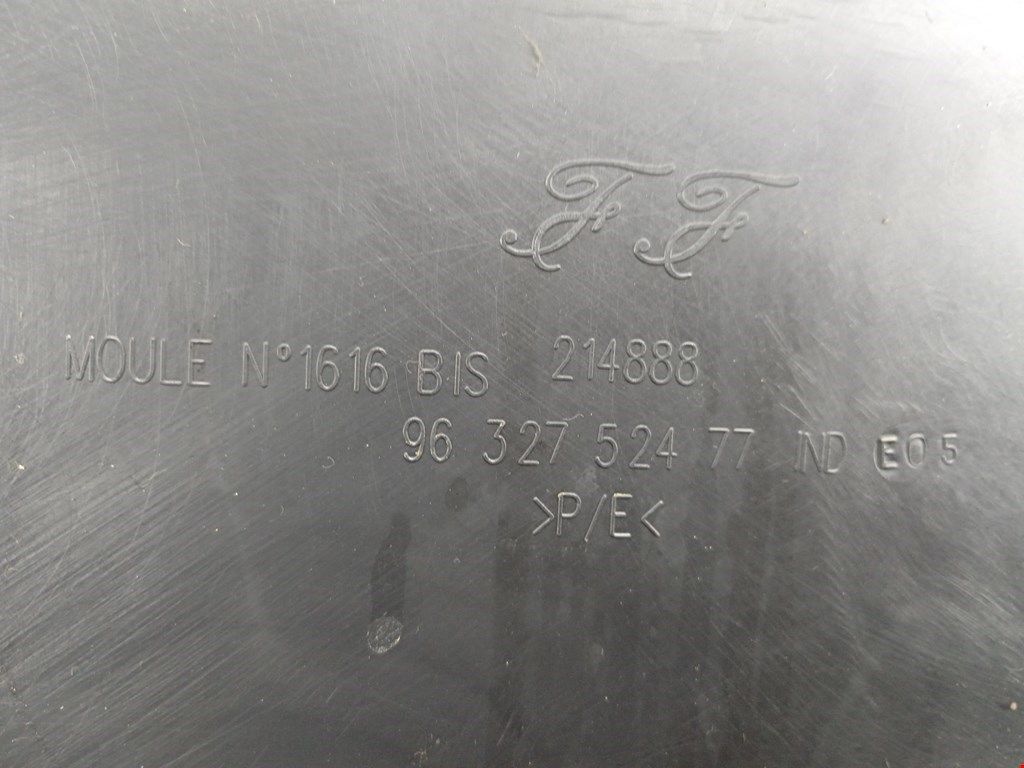 FF
MOULE N°1616 BIS 214888
96 327 524 77 ND E05
>P/E<